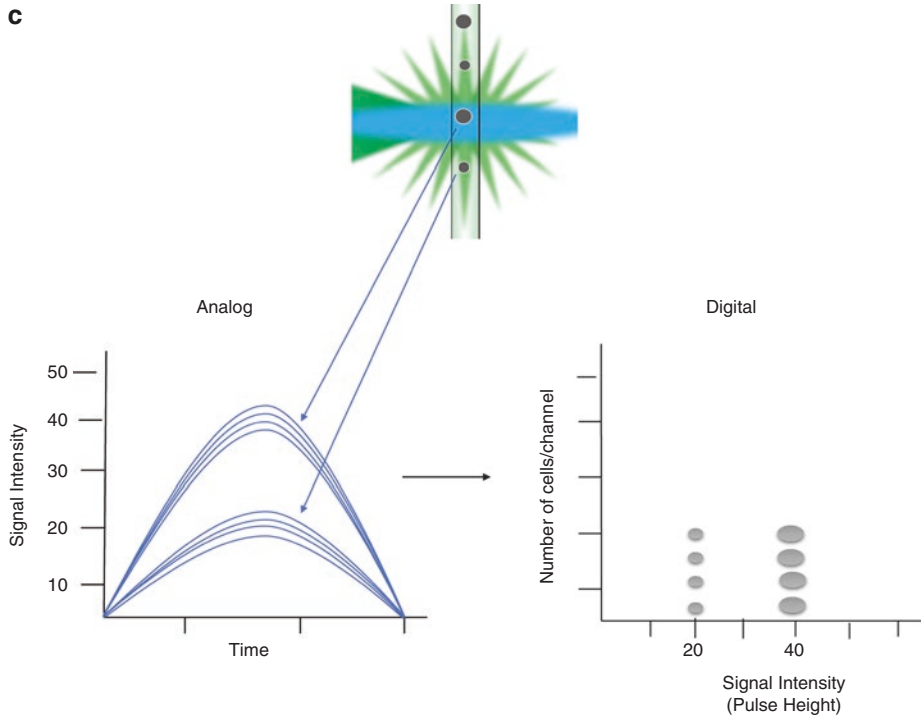 c
Analog
Digital
50
40
30
20
10
Signal Intensity
Time
Number of cells/channel
20
40
Signal Intensity
(Pulse Height)